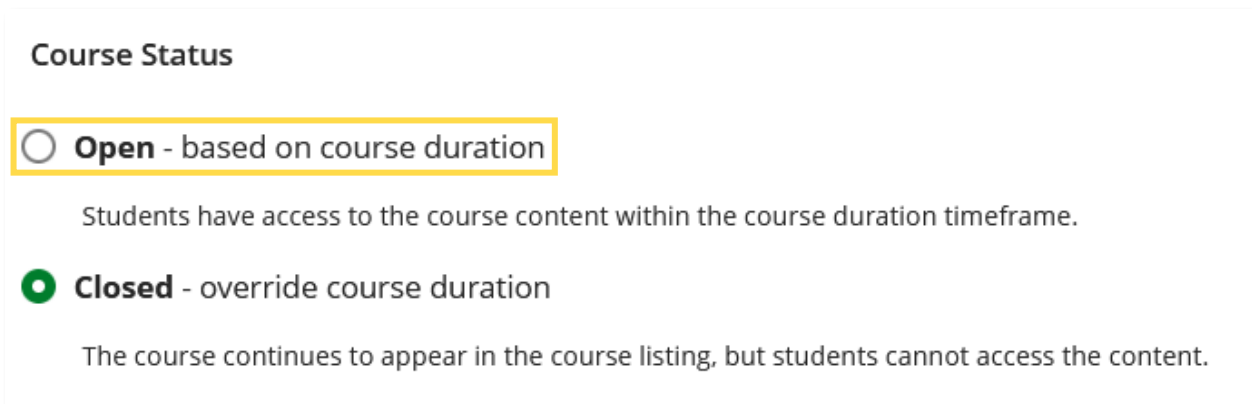 Course Status
Open - based on course duration
Students have access to the course content within the course duration timeframe.
Closed - override course duration
The course continues to appear in the course listing, but students cannot access the content.